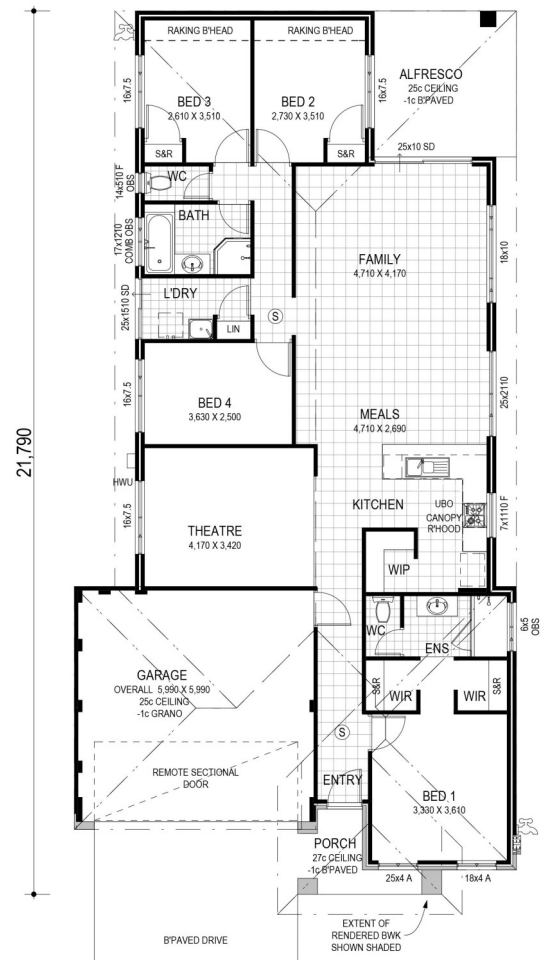 RAKING B'HEAD
RAKING B'HEAD
16x7.5
BED 3
2,610 X 3,510
BED 2
2,730 X 3,510
16x7.5
ALFRESCO
25c CEILING
-1c B'PAVED
S&R
S&R
25x10 SD
14x510 F
OBS
WC
BATH
17x1210
COMB OBS
FAMILY
4,710 X 4,170
18x10
L'DRY
25x1510 SD
LIN
S
16x7.5
BED 4
3,630 X 2,500
MEALS
4,710 X 2,690
25x2110
21,790
HWU
16x7.5
THEATRE
4,170 X 3,420
KITCHEN
UBO
CANOPY
R'HOOD
7x1110 F
WIP
WC
ENS
6x5
OBS
GARAGE
OVERALL 5,990 X 5,990
25c CEILING
-1c GRANO
S&R
WIR
WIR
S&R
S
REMOTE SECTIONAL
DOOR
ENTRY
BED 1
3,330 X 3,610
METER
PORCH
27c CEILING
-1c B'PAVED
25x4 A
18x4 A
B'PAVED DRIVE
EXTENT OF
RENDERED BWK
SHOWN SHADED